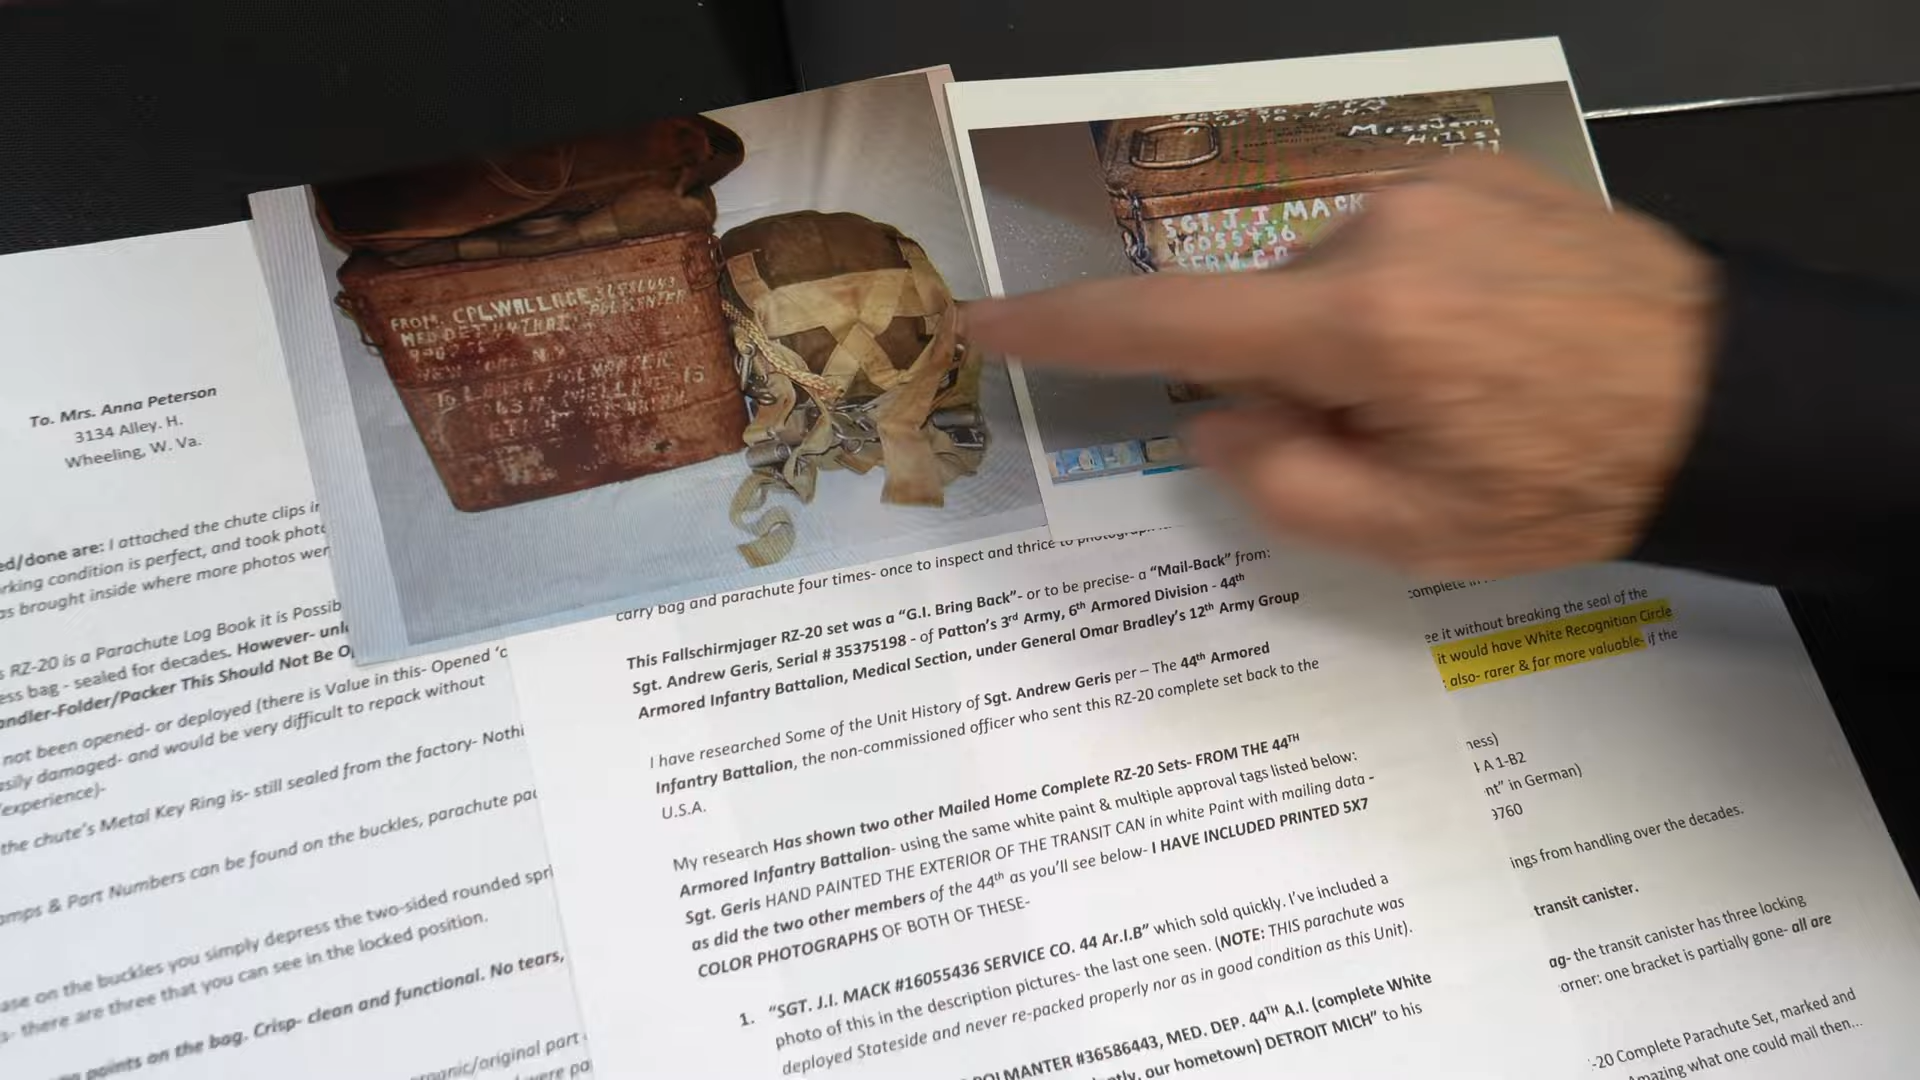 To. Mrs. Anna Peterson
3134 Alley. H.
Wheeling, W. Va.
ed/done are: I attached the chute clips
rking condition is perfect, and took
as brought inside where more photos
RZ-20 is a Parachute Log Book it is
ess bag - sealed for decades. However-
andler-Folder/Packer This Should Not Be
not been opened- or deployed (there is Value in this- Opened
asily damaged- and would be very difficult to repack without
experience)-
the chute's Metal Key Ring is- still sealed from the factory-
amps & Part Numbers can be found on the buckles, parachute
ase on the buckles you simply depress the two-sided rounded
there are three that you can see in the locked position.
points on the bag. Crisp- clean and functional. No tears,
organic/original part
FROM CPL. WALLACE
N.Y
SGT. J. I. MACK
16055436
SERV. CO
carry bag and parachute four times- once to inspect and thrice to
This Fallschirmjager RZ-20 set was a “G.I. Bring Back”- or to be precise- a “Mail-Back” from:
Sgt. Andrew Geris, Serial # 35375198 - of Patton’s 3rd Army, 6th Armored Division - 44th
Armored Infantry Battalion, Medical Section, under General Omar Bradley’s 12th Army Group
I have researched Some of the Unit History of Sgt. Andrew Geris per – The 44th Armored
Infantry Battalion, the non-commissioned officer who sent this RZ-20 complete set back to the
U.S.A.
My research Has shown two other Mailed Home Complete RZ-20 Sets- FROM THE 44TH
Armored Infantry Battalion- using the same white paint & multiple approval tags listed below:
Sgt. Geris HAND PAINTED THE EXTERIOR OF THE TRANSIT CAN in white Paint with mailing data -
as did the two other members of the 44th as you’ll see below- I HAVE INCLUDED PRINTED 5X7
COLOR PHOTOGRAPHS OF BOTH OF THESE-
1. “SGT. J.I. MACK #16055436 SERVICE CO. 44 Ar.I.B” which sold quickly. I’ve included a
photo of this in the description pictures- the last one seen. (NOTE: THIS parachute was
deployed Stateside and never re-packed properly nor as in good condition as this Unit).
POLMANTER #36586443, MED. DEP. 44TH A.I. (complete White
our hometown) DETROIT MICH” to his
ee it without breaking the seal of the
it would have White Recognition Circle
also- rarer & far more valuable- if the
ness)
A 1-B2
nt” in German)
9760
ings from handling over the decades.
transit canister.
ag- the transit canister has three locking
orner: one bracket is partially gone- all are
-20 Complete Parachute Set, marked and
Amazing what one could mail then...